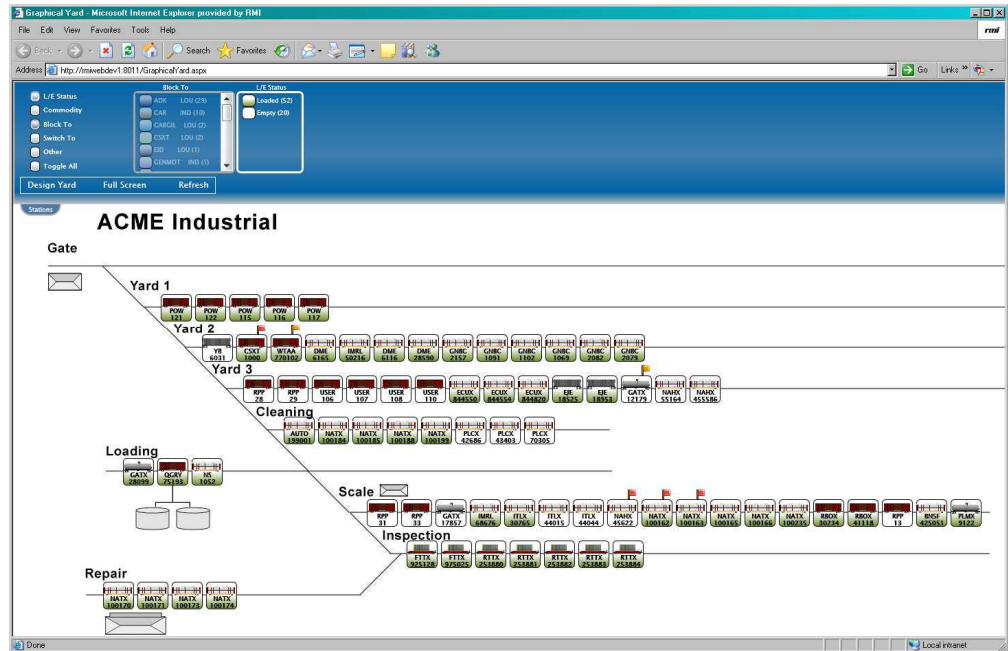 Graphical Yard - Microsoft Internet Explorer provided by RMI
File Edit View Favorites Tools Help
rmi
Back Search Favorites
Address http://rmiwebdev1:8011/GraphicalYard.aspx Go Links »
Block To L/E Status
L/E Status
Commodity
Block To
Switch To
Other
Toggle All
ADK LOU (29)
CAR IND (10)
CARGIL LOU (2)
CSXT LOU (2)
EID LOU (1)
GENMOT IND (1)
Loaded (52)
Empty (20)
Design Yard Full Screen Refresh
Stations
ACME Industrial
Gate
Yard 1
POW 121 POW 122 POW 115 POW 116 POW 117
Yard 2
YB 6031 CSXT 1000 WTAA 770102 DME 6165 IMRL 50216 DME 6116 DME 28590 GNBC 2157 GNBC 1091 GNBC 1102 GNBC 1069 GNBC 2082 GNBC 2079
Yard 3
RPP 28 RPP 29 USER 106 USER 107 USER 108 USER 110 ECUX 844550 ECUX 844554 ECUX 844820 EJE 18525 EJE 18953 GATX 12179 NAHX 55164 NAHX 455586
Cleaning
AUTO 199001 NATX 100184 NATX 100185 NATX 100188 NATX 100199 PLCX 42686 PLCX 43403 PLCX 70305
Loading
GATX 28099 QGRY 75193 NS 1052
Scale
RPP 31 RPP 33 GATX 17857 IMRL 68676 ITLX 30765 ITLX 44015 ITLX 44044 NAHX 45622 NATX 100162 NATX 100163 NATX 100165 NATX 100166 NATX 100235 RBOX 30234 RBOX 41118 RPP 13 BNSF 425051 PLMX 9122
Inspection
FTTX 925128 FTTX 975025 RTTX 253880 RTTX 253881 RTTX 253882 RTTX 253883 RTTX 253884
Repair
NATX 100170 NATX 100171 NATX 100173 NATX 100174
Done Local intranet